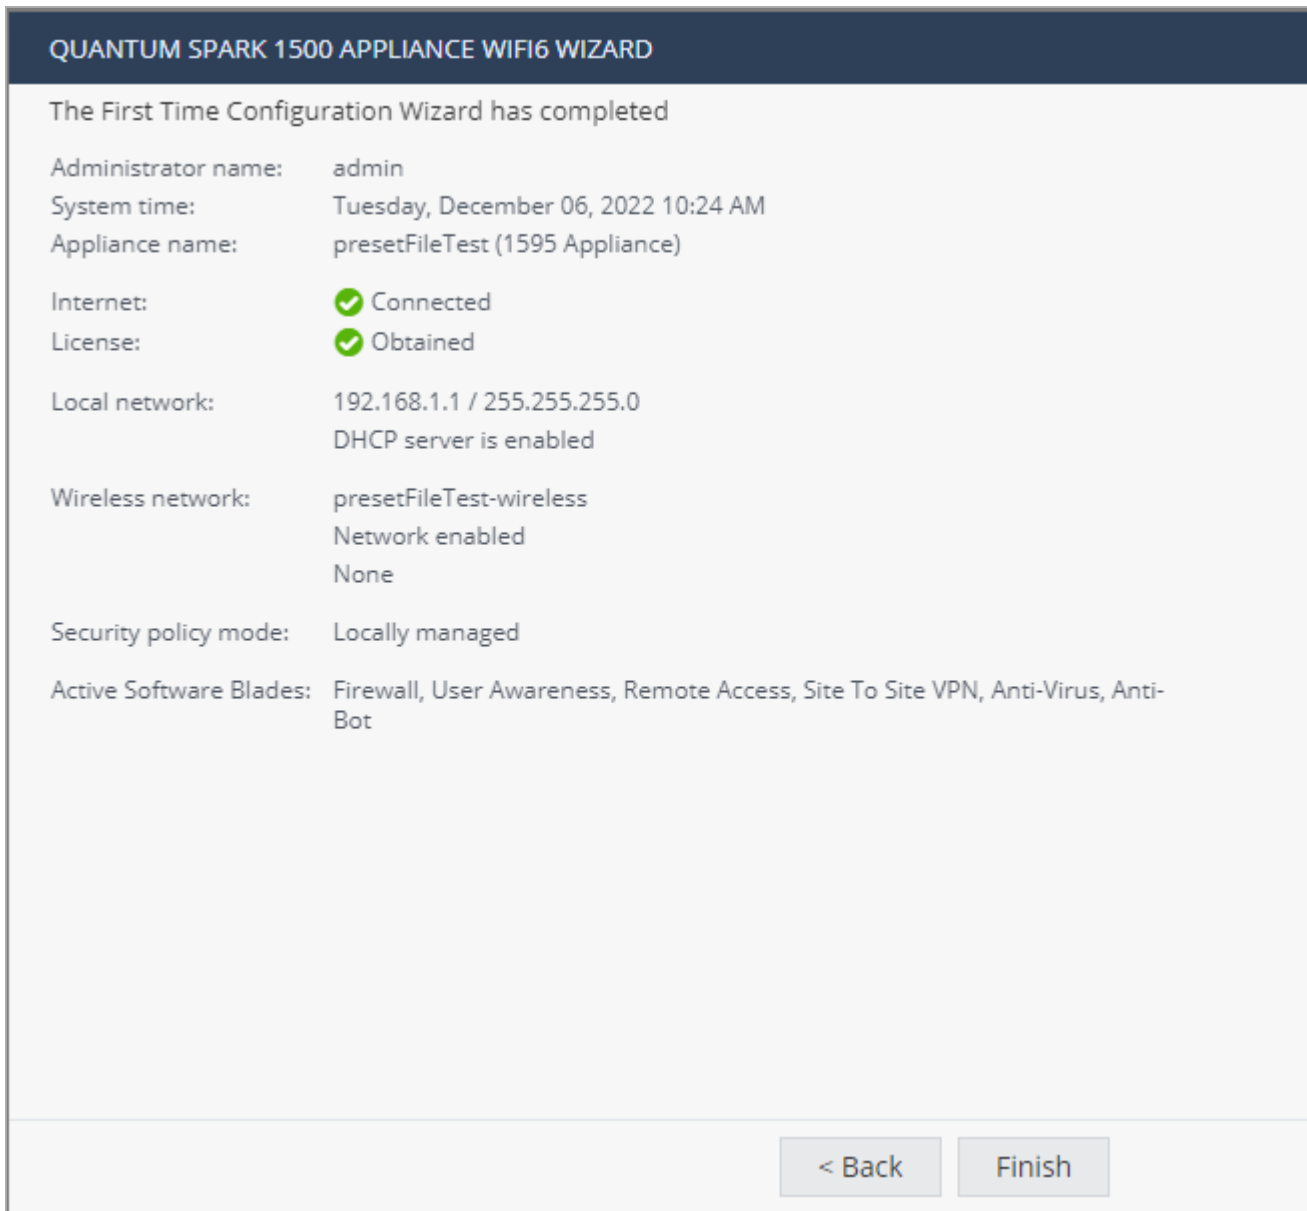 QUANTUM SPARK 1500 APPLIANCE WIFI6 WIZARD
The First Time Configuration Wizard has completed
Administrator name: admin
System time: Tuesday, December 06, 2022 10:24 AM
Appliance name: presetFileTest (1595 Appliance)
Internet: Connected
License: Obtained
Local network: 192.168.1.1 / 255.255.255.0
DHCP server is enabled
Wireless network: presetFileTest-wireless
Network enabled
None
Security policy mode: Locally managed
Active Software Blades: Firewall, User Awareness, Remote Access, Site To Site VPN, Anti-Virus, Anti-
Bot
< Back Finish